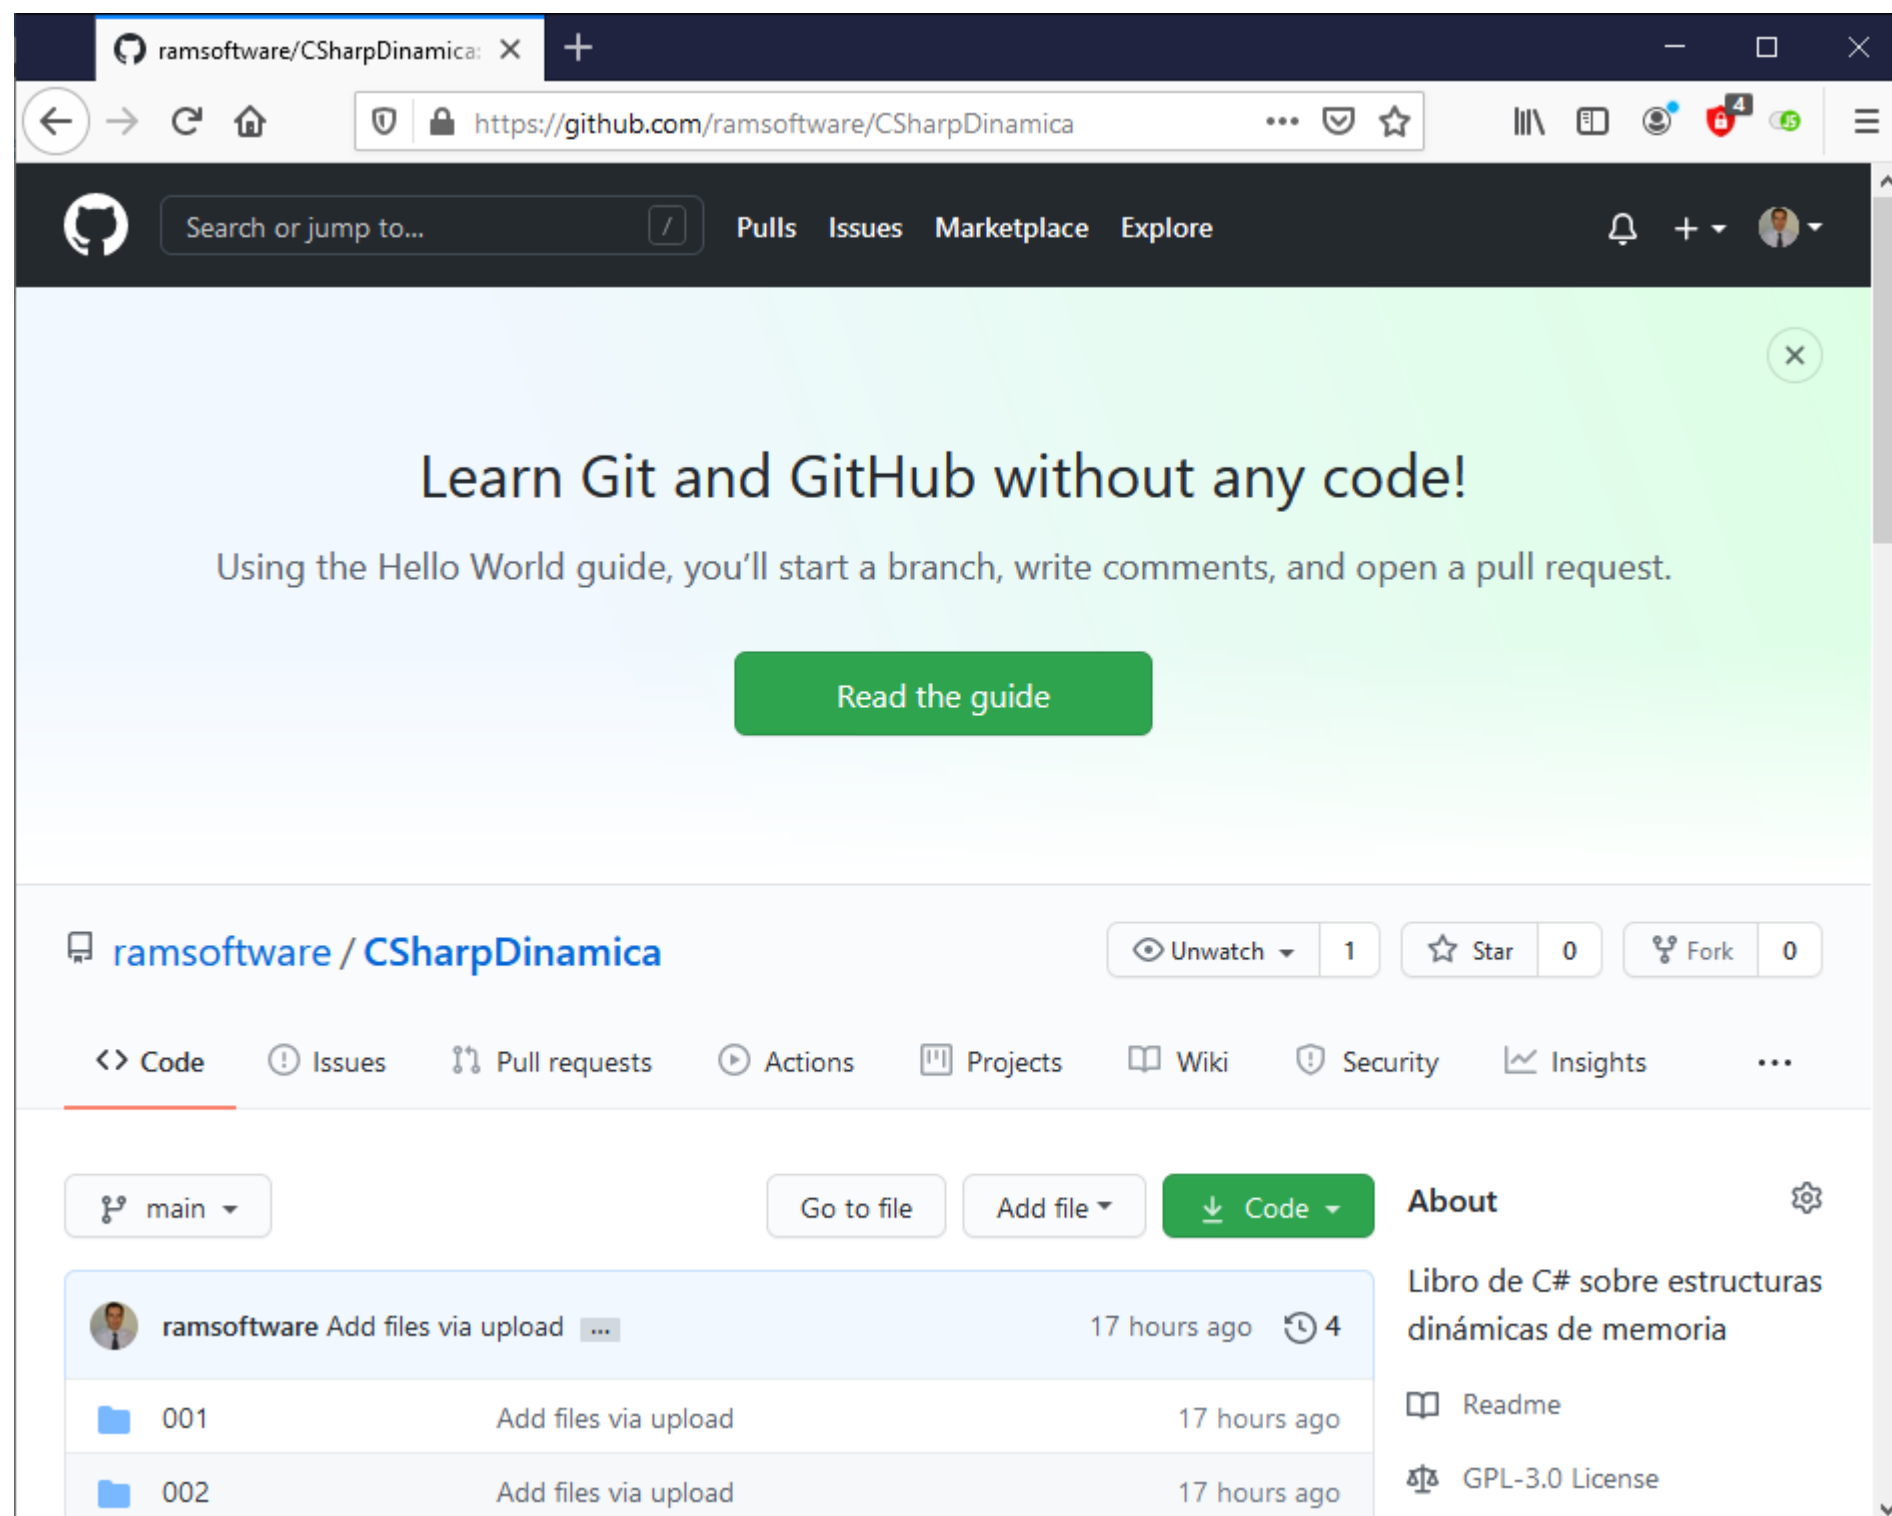 ramsoftware/CSharpDinamica:
https://github.com/ramsoftware/CSharpDinamica
4
JS
Search or jump to...
/
Pulls Issues Marketplace Explore
Learn Git and GitHub without any code!
Using the Hello World guide, you'll start a branch, write comments, and open a pull request.
Read the guide
ramsoftware / CSharpDinamica
Unwatch 1 Star 0 Fork 0
Code Issues Pull requests Actions Projects Wiki Security Insights
main Go to file Add file Code
ramsoftware Add files via upload ... 17 hours ago 4
001 Add files via upload 17 hours ago
002 Add files via upload 17 hours ago
About
Libro de C# sobre estructuras
dinámicas de memoria
Readme
GPL-3.0 License